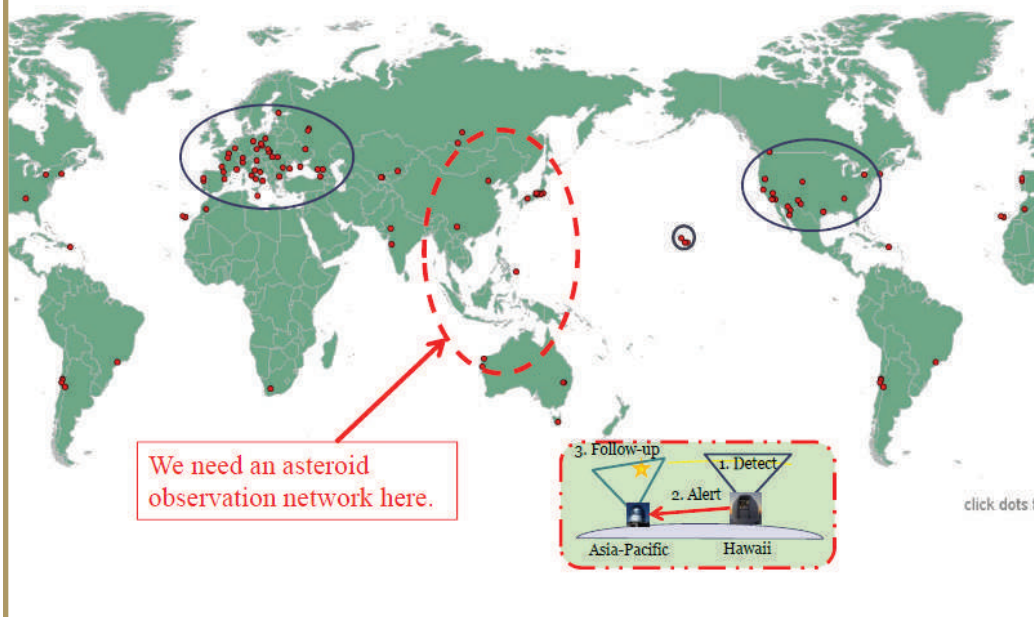 We need an asteroid
observation network here.
3. Follow-up
1. Detect
2. Alert
Asia-Pacific
Hawaii
click dots